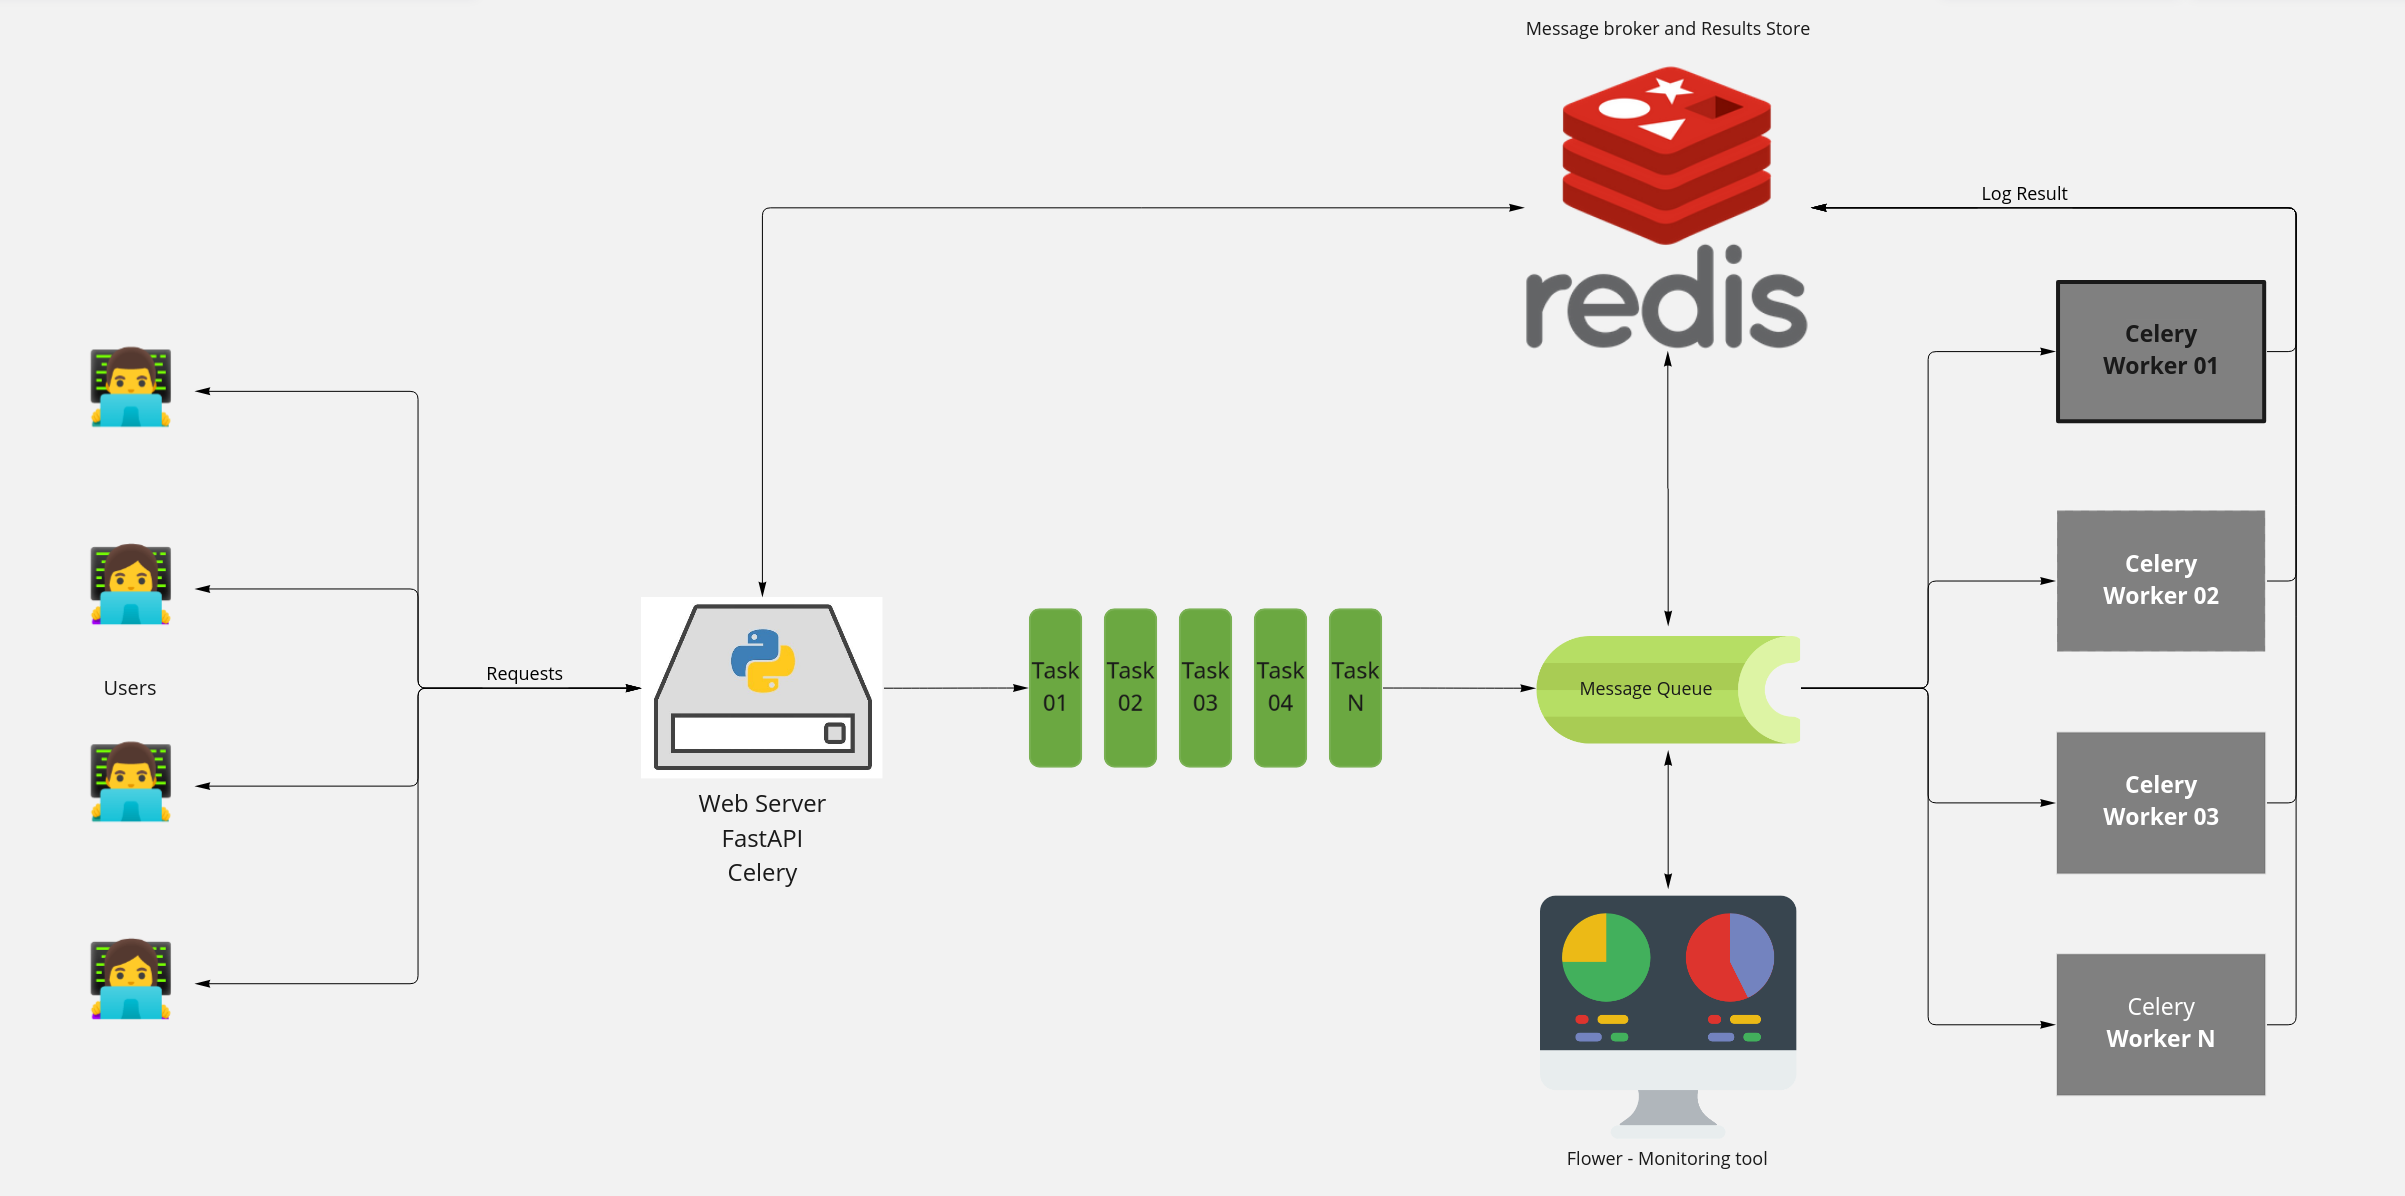 Message broker and Results Store
redis
Log Result
Users
Requests
Web Server
FastAPI
Celery
Task
01
Task
02
Task
03
Task
04
Task
N
Message Queue
Flower - Monitoring tool
Celery
Worker 01
Celery
Worker 02
Celery
Worker 03
Celery
Worker N